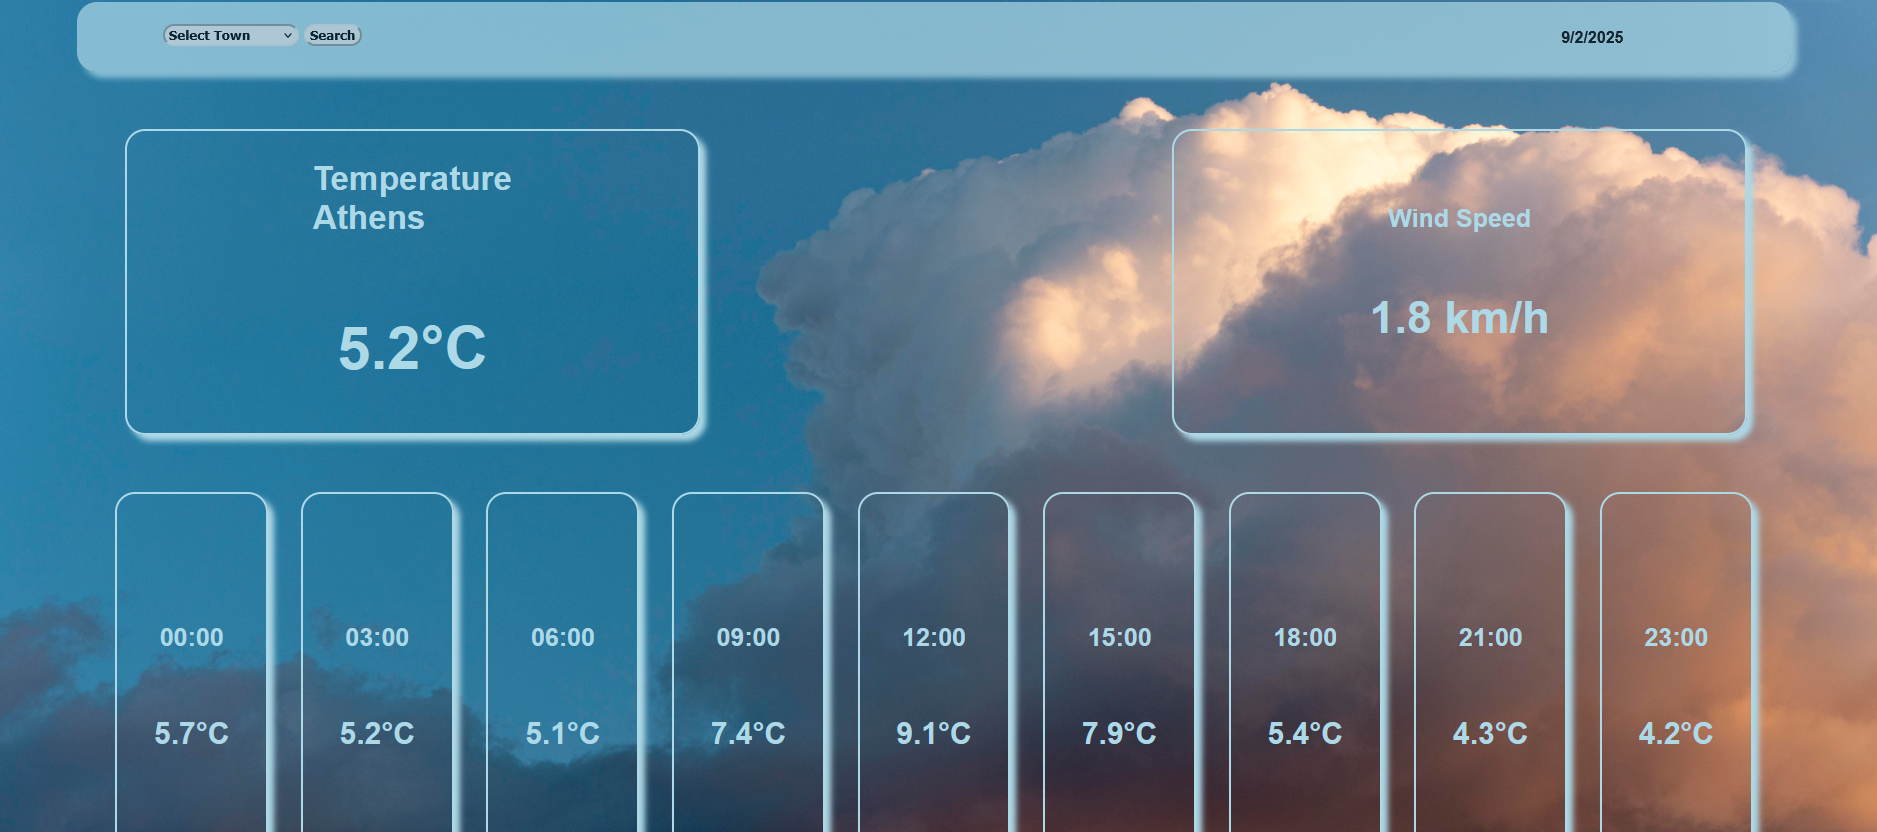 Select Town
Search
9/2/2025
Temperature
Athens
5.2°C
Wind Speed
1.8 km/h
00:00
03:00
06:00
09:00
12:00
15:00
18:00
21:00
23:00
5.7°C
5.2°C
5.1°C
7.4°C
9.1°C
7.9°C
5.4°C
4.3°C
4.2°C